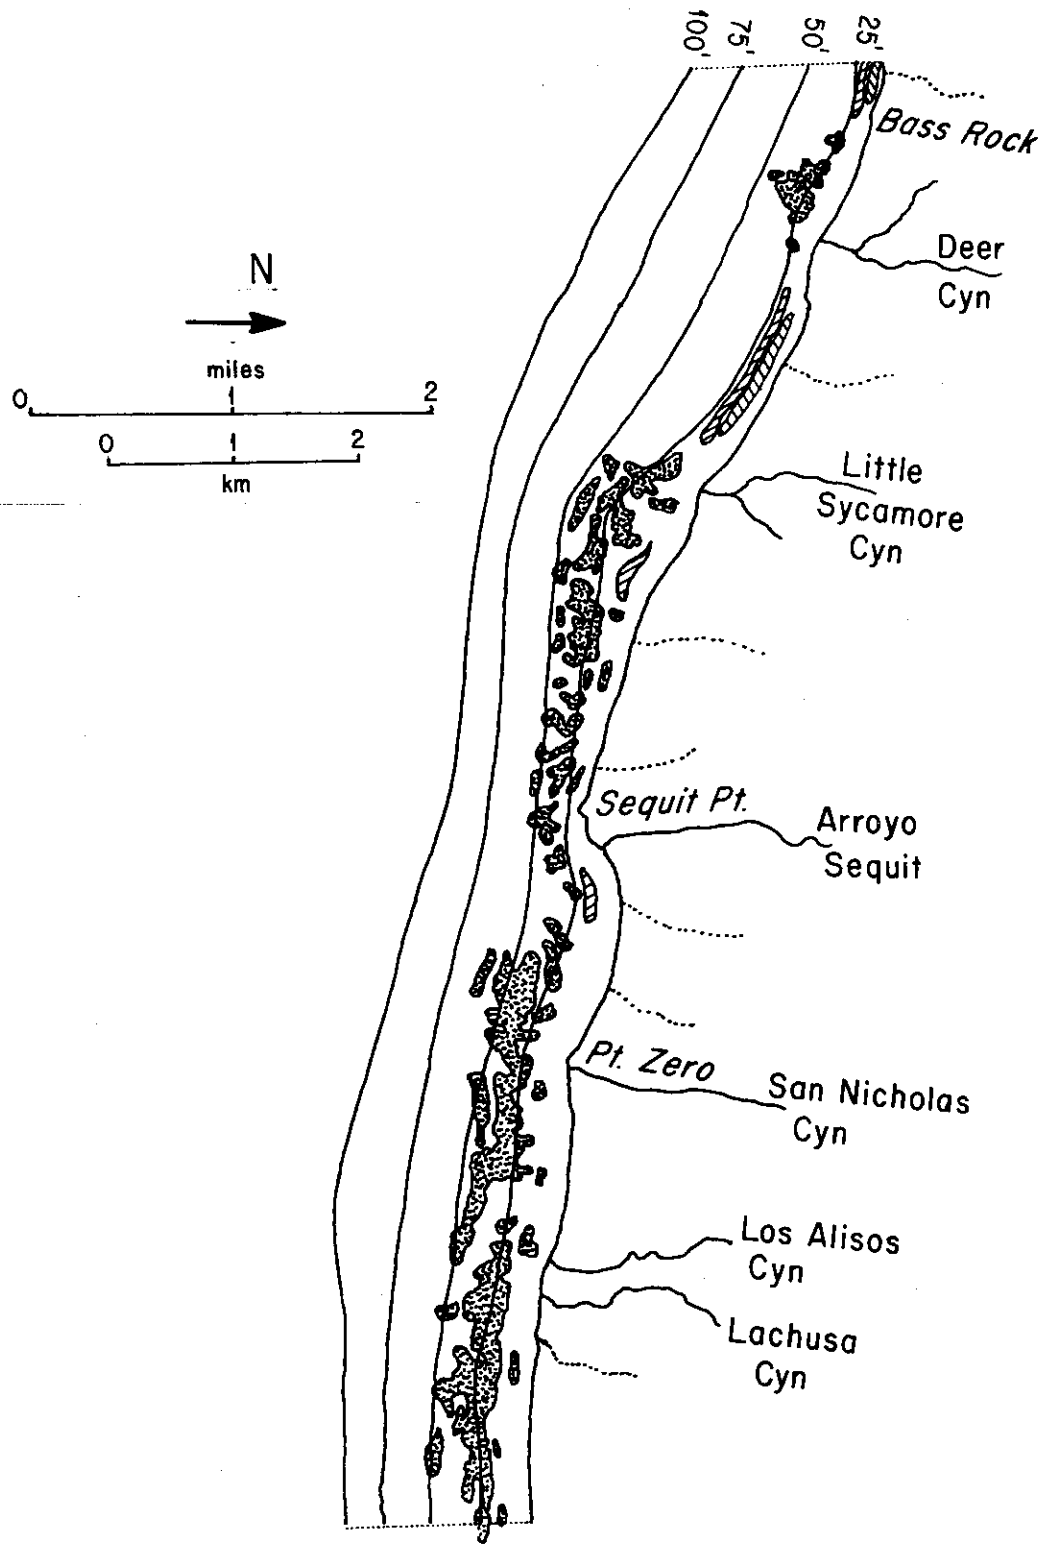 100' 75' 50' 25'
Bass Rock
Deer
Cyn
N
miles
0 1 2
0 1 2
km
Little
Sycamore
Cyn
Sequit Pt.
Arroyo
Sequit
Pt. Zero
San Nicholas
Cyn
Los Alisos
Cyn
Lachusa
Cyn